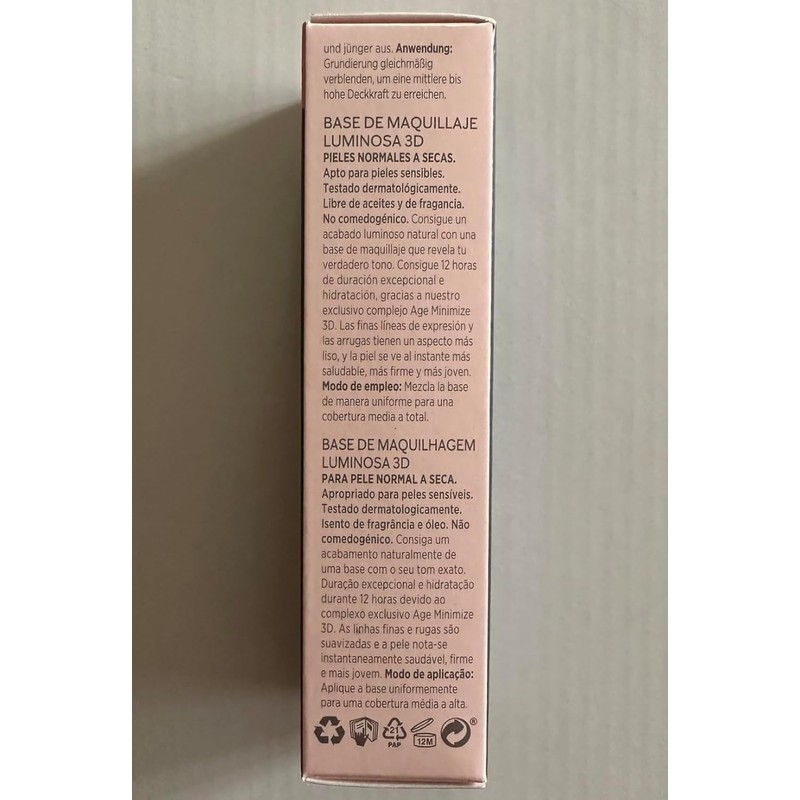 und jünger aus. Anwendung:
Grundierung gleichmäßig
verblenden, um eine mittlere bis
hohe Deckkraft zu erreichen.
BASE DE MAQUILLAJE
LUMINOSA 3D
PIELES NORMALES A SECAS.
Apto para pieles sensibles.
Testado dermatológicamente.
Libre de aceites y de fragancia.
No comedogénico. Consigue un
acabado luminoso natural con una
base de maquillaje que revela tu
verdadero tono. Consigue 12 horas
de duración excepcional e
hidratación, gracias a nuestro
exclusivo complejo Age Minimize
3D. Las finas líneas de expresión y
las arrugas tienen un aspecto más
liso, y la piel se ve al instante más
saludable, más firme y más joven.
Modo de empleo: Mezcla la base
de manera uniforme para una
cobertura media a total.
BASE DE MAQUILHAGEM
LUMINOSA 3D
PARA PELE NORMAL A SECA.
Apropriado para peles sensíveis.
Testado dermatologicamente.
Isento de fragrância e óleo. Não
comedogénico. Consiga um
acabamento naturalmente de
uma base com o seu tom exato.
Duração excepcional e hidratação
durante 12 horas devido ao
complexo exclusivo Age Minimize
3D. As linhas finas e rugas são
suavizadas e a pele nota-se
instantaneamente saudável, firme
e mais jovem. Modo de aplicação:
Aplique a base uniformemente
para uma cobertura média a alta.
21
PAP
12M
®